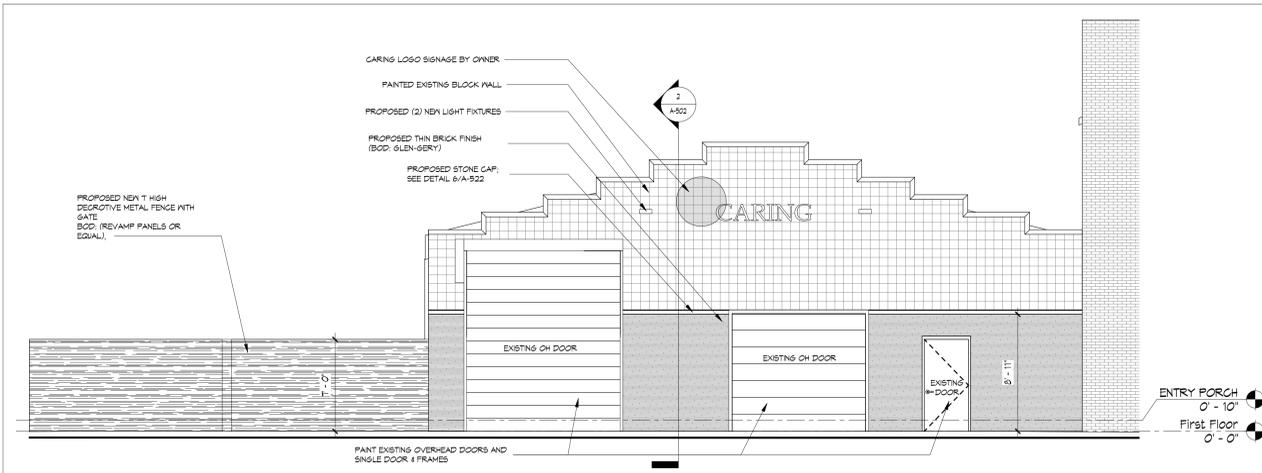 CARING LOGO SIGNAGE BY OWNER
PAINTED EXISTING BLOCK WALL
PROPOSED (2) NEW LIGHT FIXTURES
PROPOSED THIN BRICK FINISH
(BOD: GLEN-GERY)
PROPOSED STONE CAP;
SEE DETAIL 6/A-522
2
A-502
PROPOSED NEW 7' HIGH
DECROTIVE METAL FENCE WITH
GATE
BOD: (REVAMP PANELS OR
EQUAL),
CARING
EXISTING OH DOOR
EXISTING OH DOOR
EXISTING
DOOR
7' - 0"
8' - 11"
ENTRY PORCH
0' - 10"
First Floor
0' - 0"
PAINT EXISTING OVERHEAD DOORS AND
SINGLE DOOR & FRAMES